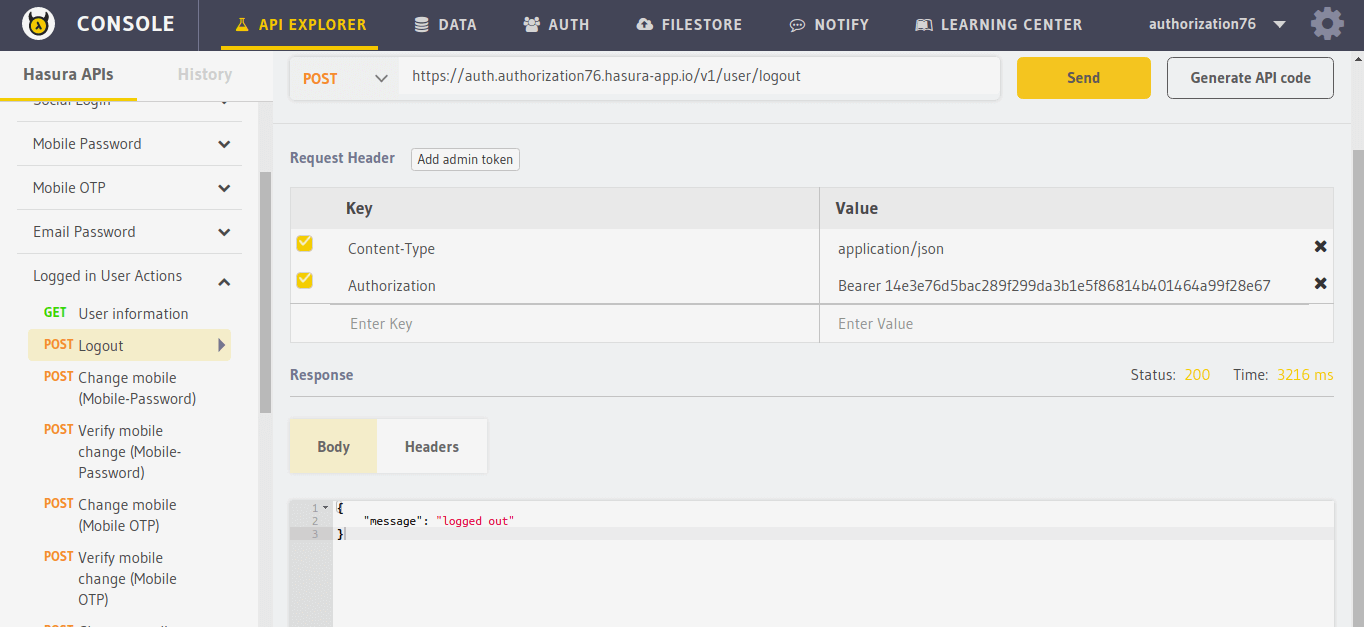 CONSOLE
API EXPLORER
DATA
AUTH
FILESTORE
NOTIFY
LEARNING CENTER
authorization76
Hasura APIs
History
Social Login
Mobile Password
Mobile OTP
Email Password
Logged in User Actions
GET User information
POST Logout
POST Change mobile
(Mobile-Password)
POST Verify mobile
change (Mobile-
Password)
POST Change mobile
(Mobile OTP)
POST Verify mobile
change (Mobile
OTP)
POST https://auth.authorization76.hasura-app.io/v1/user/logout
Send
Generate API code
Request Header
Add admin token
Key Value
Content-Type application/json
Authorization Bearer 14e3e76d5bac289f299da3b1e5f86814b401464a99f28e67
Enter Key Enter Value
Response
Status: 200 Time: 3216 ms
Body
Headers
1 {
2 "message": "logged out"
3 }